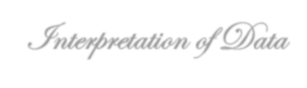 Interpretation of Data